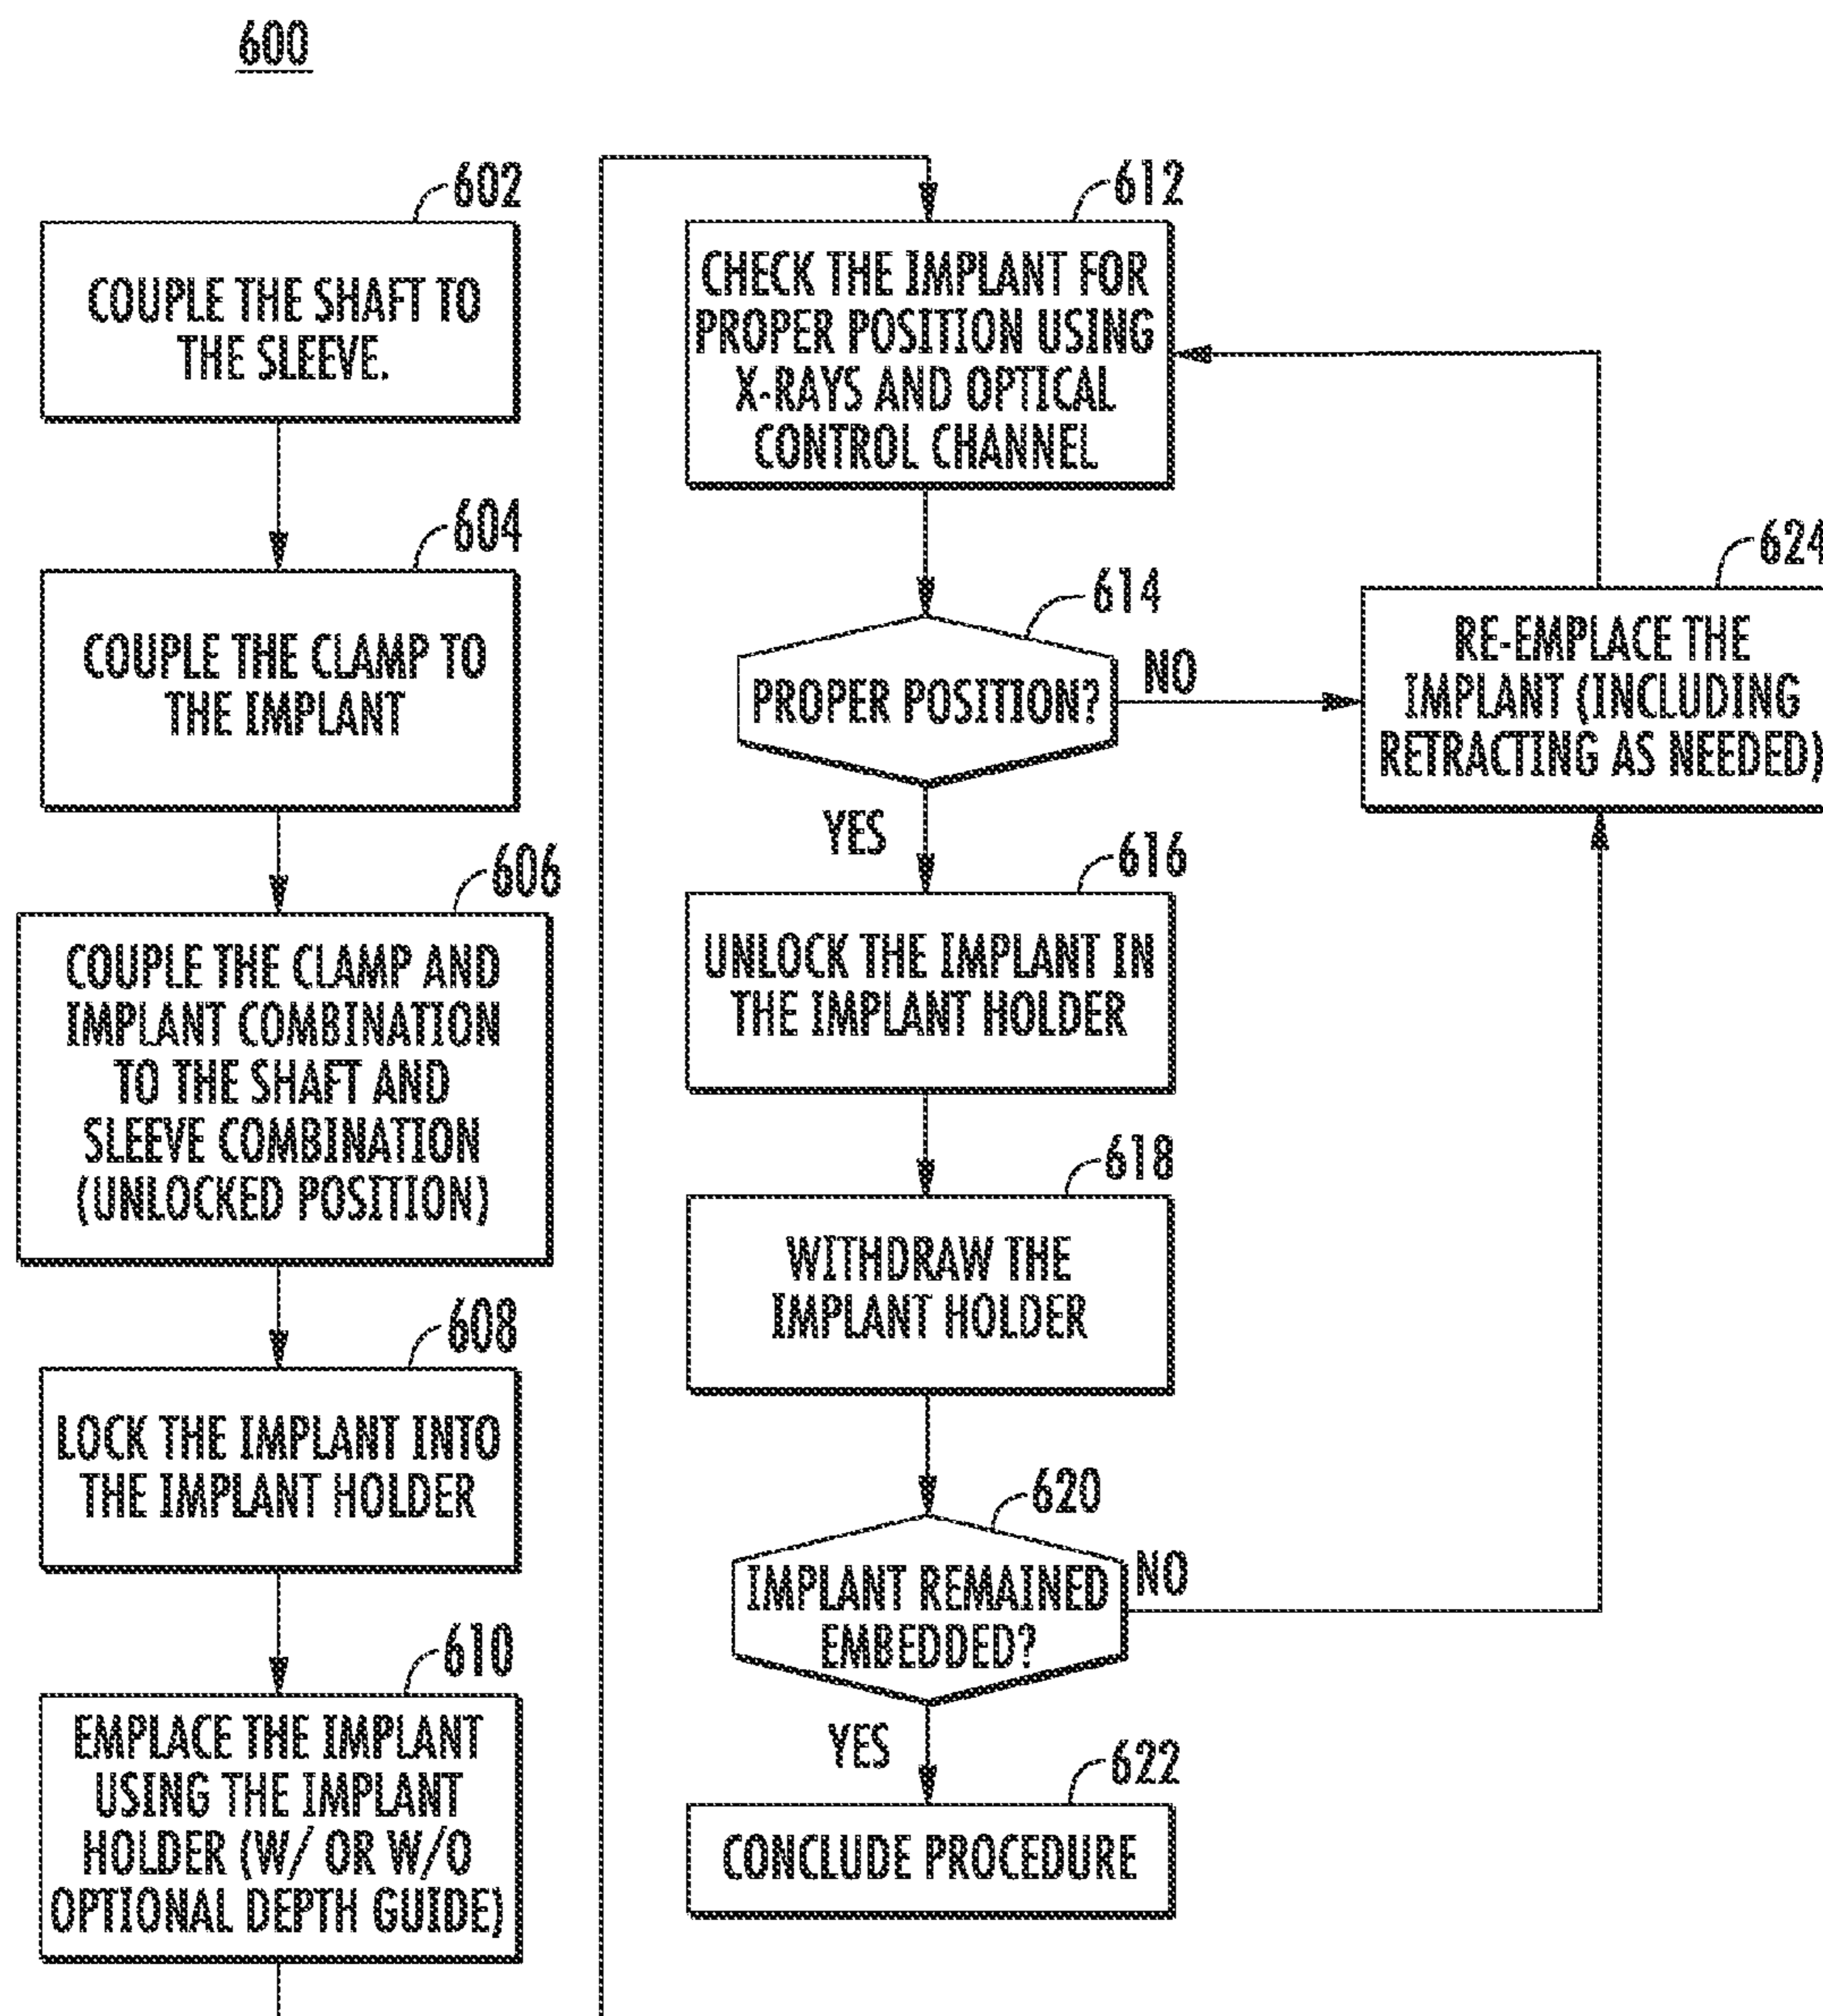 600
602
COUPLE THE SHAFT TO
THE SLEEVE.
604
COUPLE THE CLAMP TO
THE IMPLANT
606
COUPLE THE CLAMP AND
IMPLANT COMBINATION
TO THE SHAFT AND
SLEEVE COMBINATION
(UNLOCKED POSITION)
608
LOCK THE IMPLANT INTO
THE IMPLANT HOLDER
610
EMPLACE THE IMPLANT
USING THE IMPLANT
HOLDER (W/ OR W/O
OPTIONAL DEPTH GUIDE)
612
CHECK THE IMPLANT FOR
PROPER POSITION USING
X-RAYS AND OPTICAL
CONTROL CHANNEL
614
PROPER POSITION?
NO
YES
616
UNLOCK THE IMPLANT IN
THE IMPLANT HOLDER
618
WITHDRAW THE
IMPLANT HOLDER
620
IMPLANT REMAINED
EMBEDDED?
NO
YES
622
CONCLUDE PROCEDURE
624
RE-EMPLACE THE
IMPLANT (INCLUDING
RETRACTING AS NEEDED)